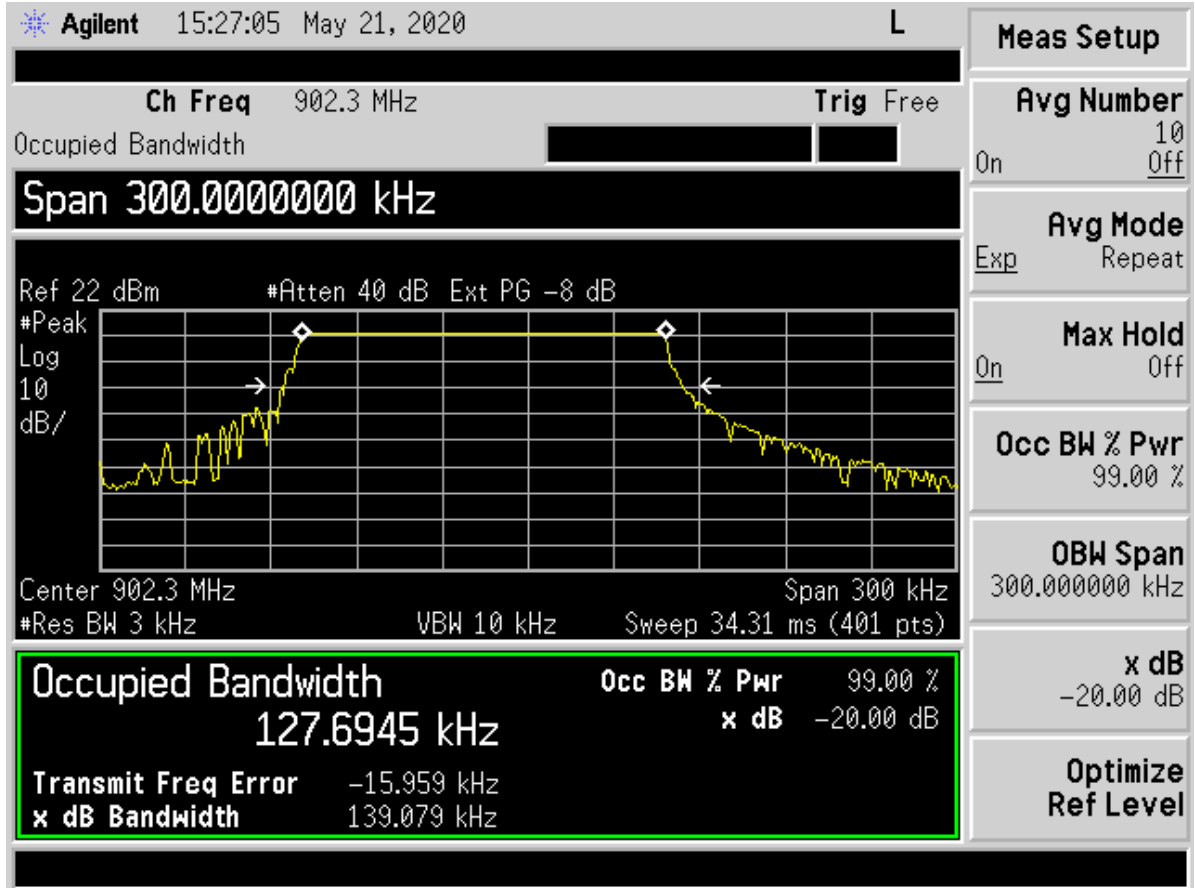 Agilent 15:27:05 May 21, 2020 L
Ch Freq 902.3 MHz Trig Free
Occupied Bandwidth
Span 300.0000000 kHz
Ref 22 dBm #Atten 40 dB Ext PG -8 dB
#Peak
Log
10
dB/
Center 902.3 MHz Span 300 kHz
#Res BW 3 kHz VBW 10 kHz Sweep 34.31 ms (401 pts)
Occupied Bandwidth
127.6945 kHz
Occ BW % Pwr 99.00 %
x dB -20.00 dB
Transmit Freq Error -15.959 kHz
x dB Bandwidth 139.079 kHz
Meas Setup
Avg Number
10
On Off
Avg Mode
Exp Repeat
Max Hold
On Off
Occ BW % Pwr
99.00 %
OBW Span
300.000000 kHz
x dB
-20.00 dB
Optimize
Ref Level